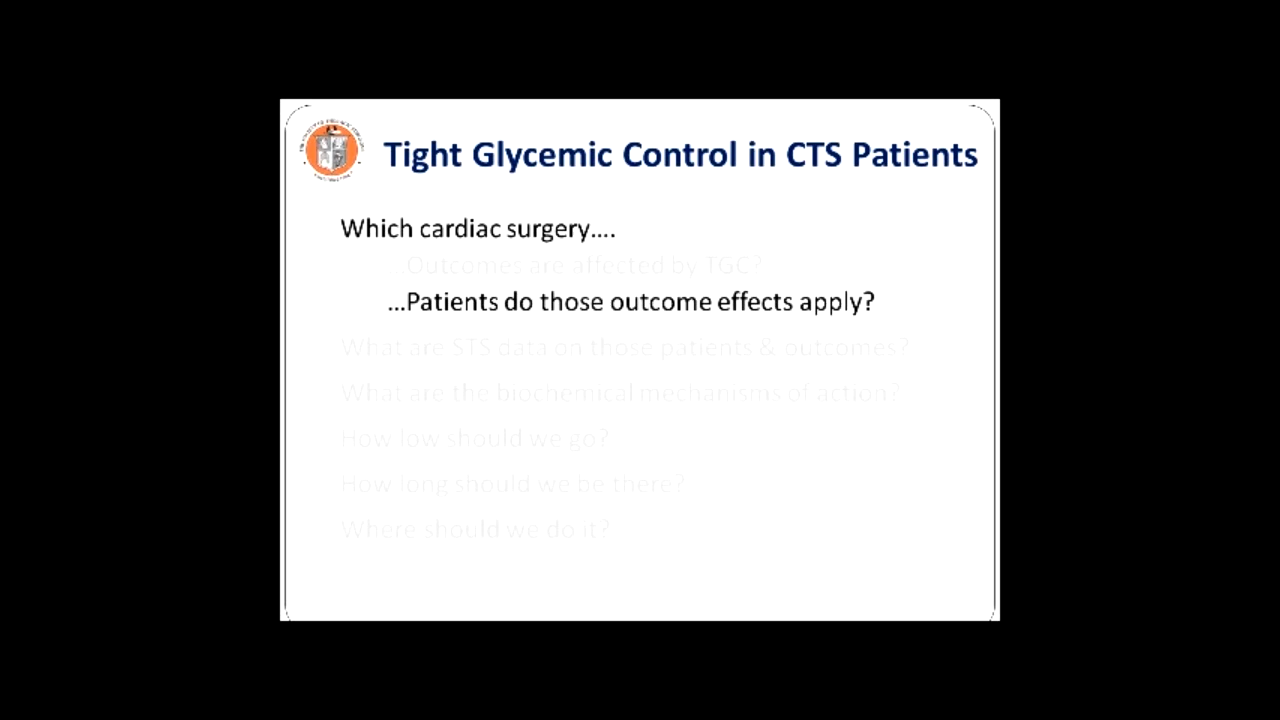 Tight Glycemic Control in CTS Patients
Which cardiac surgery....
Outcomes are affected by TGC?
...Patients do those outcome effects apply?
What are STS data on those patients & outcomes?
What are the biochemical mechanisms of action?
How low should we go?
How long should we be there?
Where should we do it?